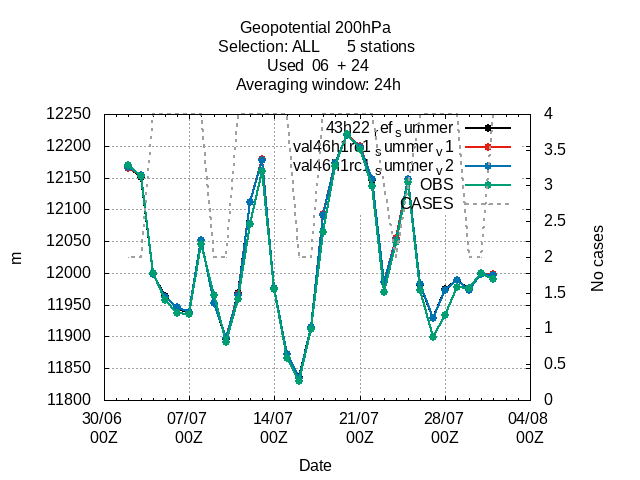 Geopotential 200hPa
Selection: ALL 5 stations
Used 06 + 24
Averaging window: 24h
12250
12200
12150
12100
12050
12000
11950
11900
11850
11800
4
3.5
3
2.5
2
1.5
1
0.5
0
43h22_ref_summer
val46h1rc1_summer_v1
val46h1rc1_summer_v2
OBS
CASES
m
No cases
30/06 07/07 14/07 21/07 28/07 04/08
00Z 00Z 00Z 00Z 00Z 00Z
Date